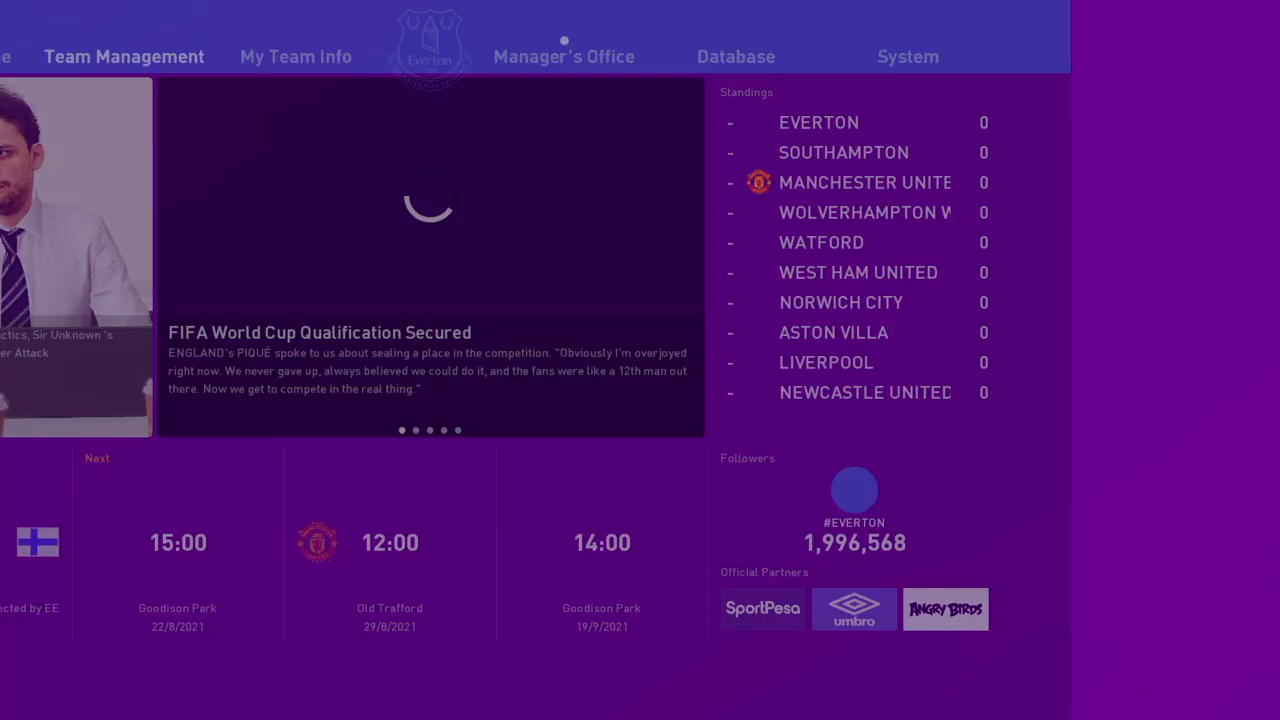 e
Team Management
My Team Info
Everton
Manager's Office
Database
System
actics, Sir Unknown 's
er Attack
FIFA World Cup Qualification Secured
ENGLAND's PIQUÉ spoke to us about sealing a place in the competition. "Obviously I'm overjoyed
right now. We never gave up, always believed we could do it, and the fans were like a 12th man out
there. Now we get to compete in the real thing."
Standings
- EVERTON 0
- SOUTHAMPTON 0
- MANCHESTER UNITE 0
- WOLVERHAMPTON W 0
- WATFORD 0
- WEST HAM UNITED 0
- NORWICH CITY 0
- ASTON VILLA 0
- LIVERPOOL 0
- NEWCASTLE UNITED 0
ected by EE
Next
15:00
Goodison Park
22/8/2021
12:00
Old Trafford
29/8/2021
14:00
Goodison Park
19/9/2021
Followers
#EVERTON
1,996,568
Official Partners
SportPesa
umbro
ANGRY BIRDS